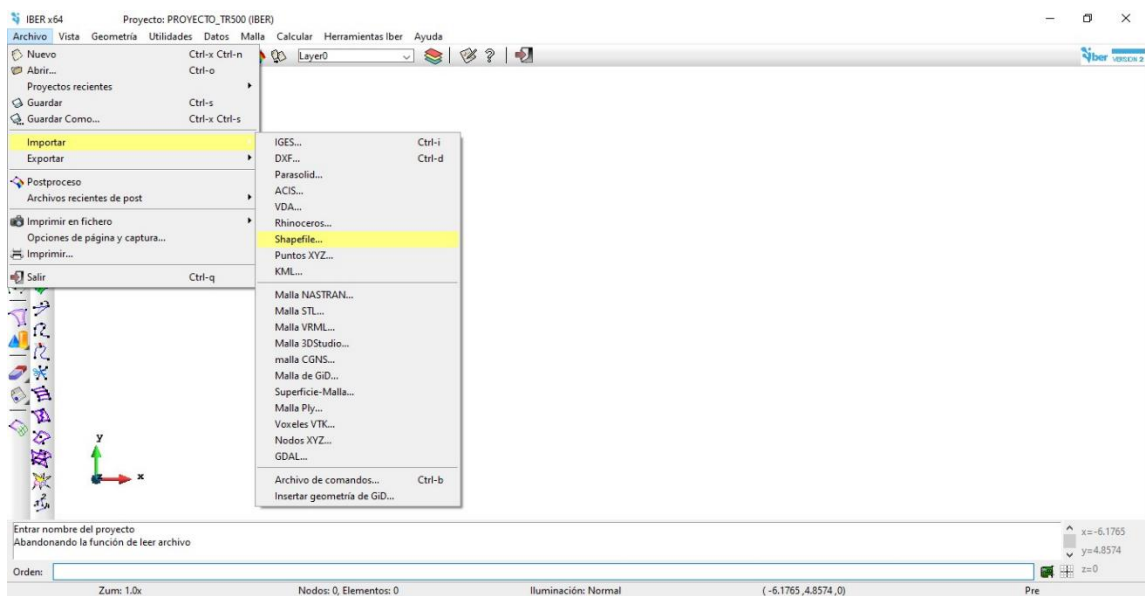 IBER x64 Proyecto: PROYECTO_TR500 (IBER)
Archivo Vista Geometría Utilidades Datos Malla Calcular Herramientas Iber Ayuda
Layer0
Iber VERSION 2
Nuevo Ctrl-x Ctrl-n
Abrir... Ctrl-o
Proyectos recientes
Guardar Ctrl-s
Guardar Como... Ctrl-x Ctrl-s
Importar
Exportar
Postproceso
Archivos recientes de post
Imprimir en fichero
Opciones de página y captura...
Imprimir...
Salir Ctrl-q
IGES... Ctrl-i
DXF... Ctrl-d
Parasolid...
ACIS...
VDA...
Rhinoceros...
Shapefile...
Puntos XYZ...
KML...
Malla NASTRAN...
Malla STL...
Malla VRML...
Malla 3DStudio...
malla CGNS...
Malla de GiD...
Superficie-Malla...
Malla Ply...
Voxeles VTK...
Nodos XYZ...
GDAL...
Archivo de comandos... Ctrl-b
Insertar geometría de GiD...
y
x
Entrar nombre del proyecto
Abandonando la función de leer archivo
x=-6.1765
y=4.8574
z=0
Orden:
Zum: 1.0x Nodos: 0, Elementos: 0 Iluminación: Normal ( -6.1765 ,4.8574 ,0) Pre